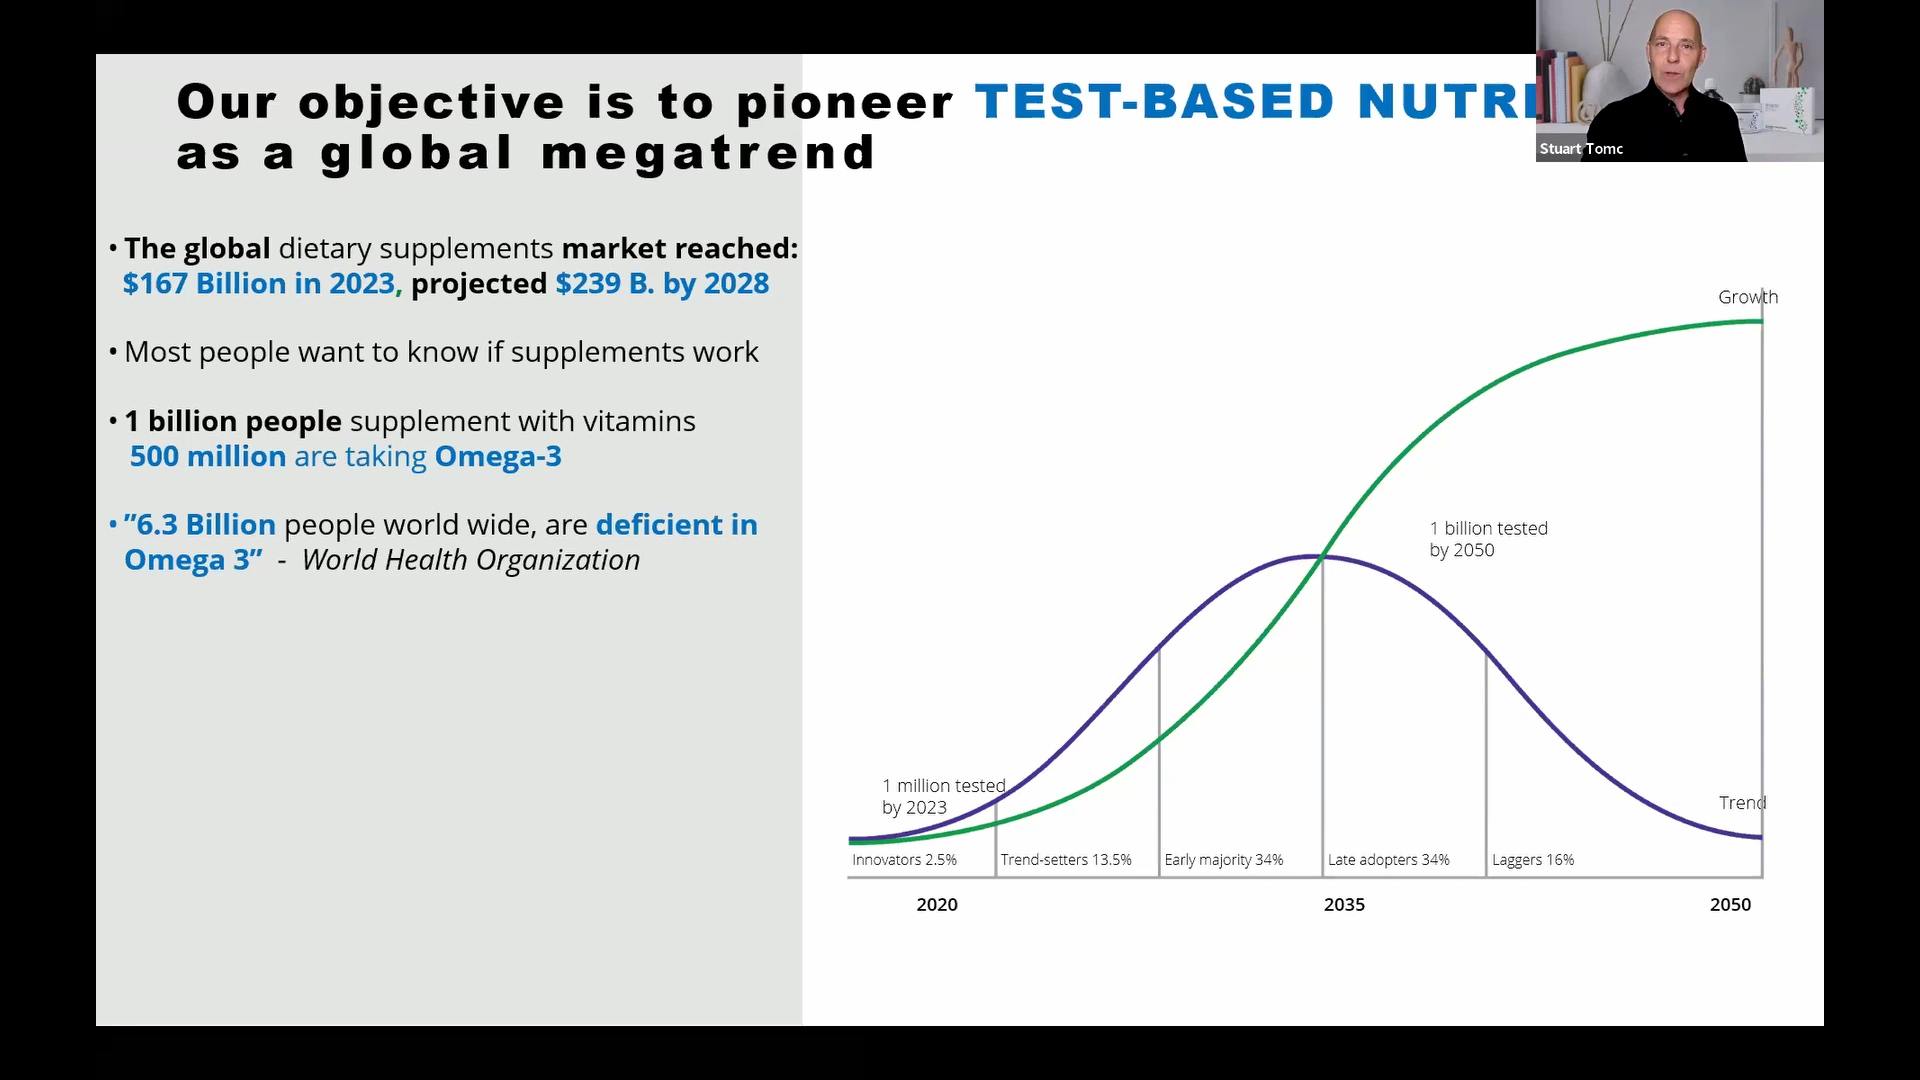 Our objective is to pioneer TEST-BASED NUTRI
as a global megatrend
Stuart Tomc
• The global dietary supplements market reached:
$167 Billion in 2023, projected $239 B. by 2028
• Most people want to know if supplements work
• 1 billion people supplement with vitamins
500 million are taking Omega-3
• ”6.3 Billion people world wide, are deficient in
Omega 3” - World Health Organization
Growth
1 billion tested
by 2050
1 million tested
by 2023
Trend
Innovators 2.5% Trend-setters 13.5% Early majority 34% Late adopters 34% Laggers 16%
2020 2035 2050